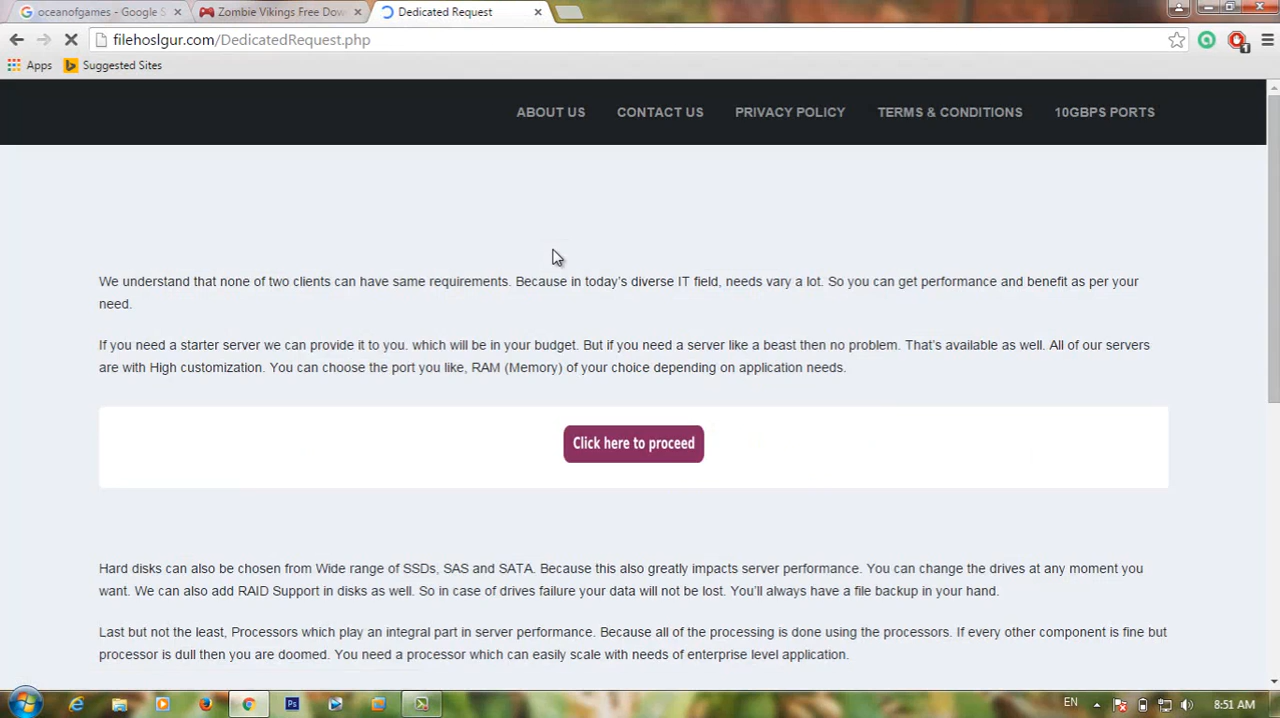 oceanofgames - Google S
Zombie Vikings Free Dow
Dedicated Request
filehoslgur.com/DedicatedRequest.php
Apps
Suggested Sites
1
ABOUT US
CONTACT US
PRIVACY POLICY
TERMS & CONDITIONS
10GBPS PORTS
We understand that none of two clients can have same requirements. Because in today's diverse IT field, needs vary a lot. So you can get performance and benefit as per your
need.
If you need a starter server we can provide it to you. which will be in your budget. But if you need a server like a beast then no problem. That's available as well. All of our servers
are with High customization. You can choose the port you like, RAM (Memory) of your choice depending on application needs.
Click here to proceed
Hard disks can also be chosen from Wide range of SSDs, SAS and SATA. Because this also greatly impacts server performance. You can change the drives at any moment you
want. We can also add RAID Support in disks as well. So in case of drives failure your data will not be lost. You'll always have a file backup in your hand.
Last but not the least, Processors which play an integral part in server performance. Because all of the processing is done using the processors. If every other component is fine but
processor is dull then you are doomed. You need a processor which can easily scale with needs of enterprise level application.
Ps
EN
8:51 AM